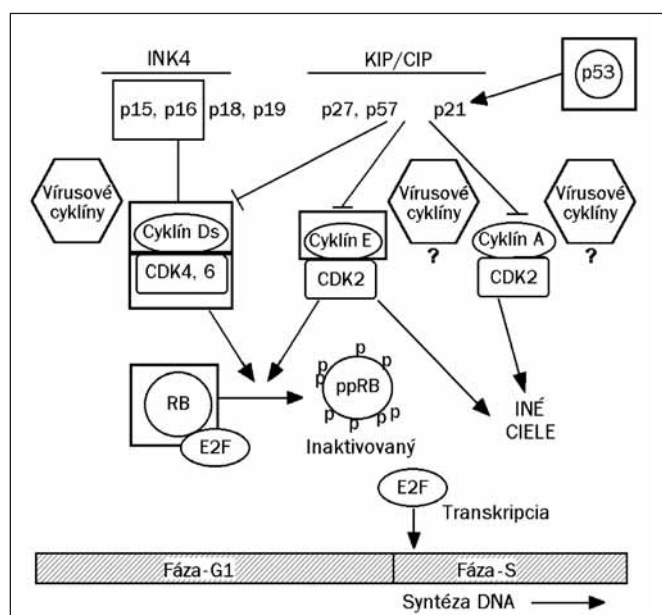 INK4
KIP/CIP
p53
p15, p16
p18, p19
p27, p57
p21
Vírusové
cyklíny
Vírusové
cyklíny
?
Vírusové
cyklíny
?
Cyklín Ds
CDK4, 6
Cyklín E
CDK2
Cyklín A
CDK2
RB
E2F
p
p
p
p
p
p
p
p
p
ppRB
Inaktivovaný
INÉ
CIELE
E2F
Transkripcia
Fáza-G1
Fáza-S
Syntéza DNA